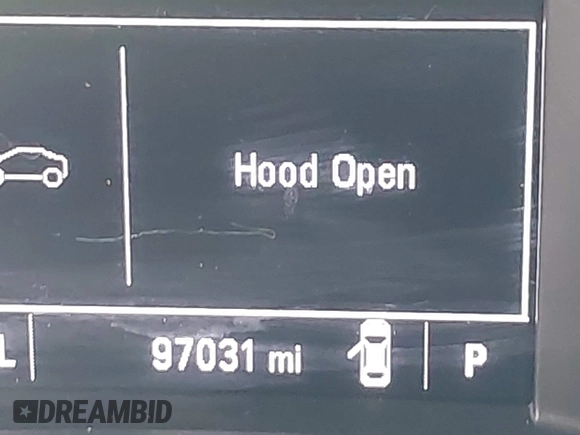 Hood Open
L 97031 mi P
DREAMBID